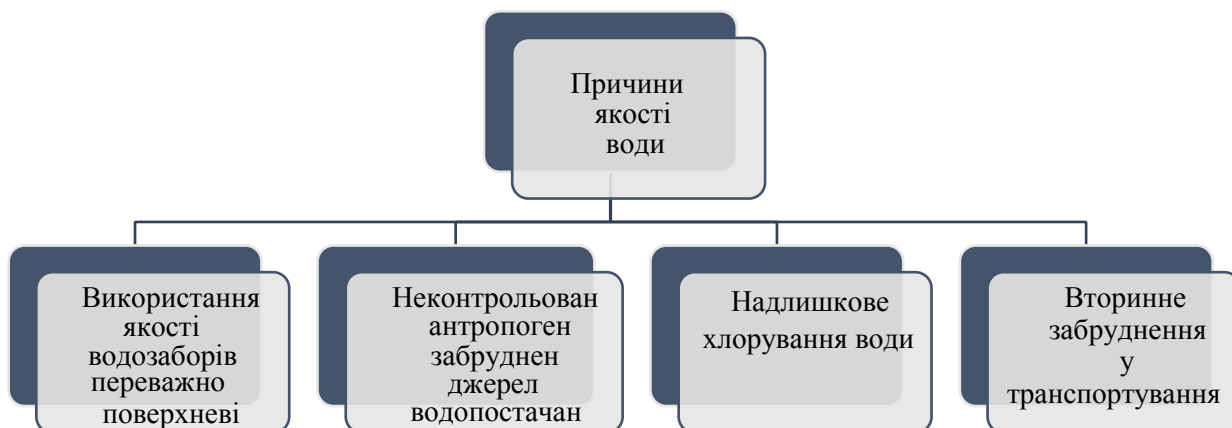 Причини
якості
води
Використання
якості
водозаборів
переважно
поверхневі
Неконтрольован
антропоген
забруднен
джерел
водопостачан
Надлишкове
хлорування води
Вторинне
забруднення
у
транспортування